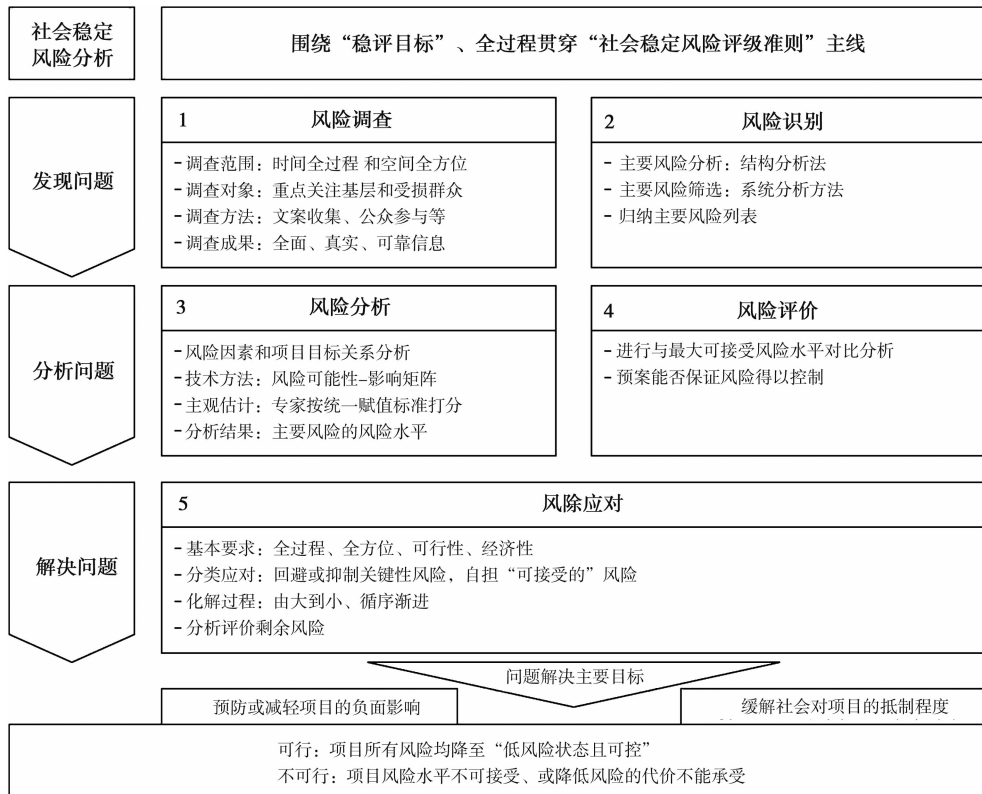 社会稳定
风险分析
围绕“稳评目标”、全过程贯穿“社会稳定风险评级准则”主线
发现问题
1 风险调查
- 调查范围：时间全过程 和空间全方位
- 调查对象：重点关注基层和受损群众
- 调查方法：文案收集、公众参与等
- 调查成果：全面、真实、可靠信息
2 风险识别
- 主要风险分析：结构分析法
- 主要风险筛选：系统分析方法
- 归纳主要风险列表
分析问题
3 风险分析
- 风险因素和项目目标关系分析
- 技术方法：风险可能性-影响矩阵
- 主观估计：专家按统一赋值标准打分
- 分析结果：主要风险的风险水平
4 风险评价
- 进行与最大可接受风险水平对比分析
- 预案能否保证风险得以控制
解决问题
5 风险应对
- 基本要求：全过程、全方位、可行性、经济性
- 分类应对：回避或抑制关键性风险，自担“可接受的”风险
- 化解过程：由大到小、循序渐进
- 分析评价剩余风险
问题解决主要目标
预防或减轻项目的负面影响
缓解社会对项目的抵制程度
可行：项目所有风险均降至“低风险状态且可控”
不可行：项目风险水平不可接受、或降低风险的代价不能承受